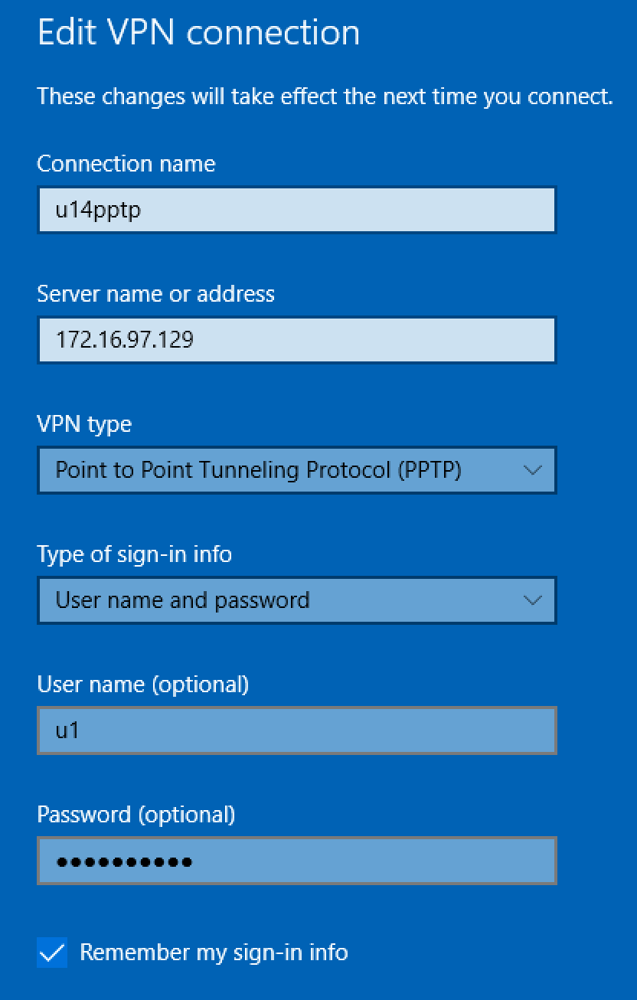 Edit VPN connection
These changes will take effect the next time you connect.
Connection name
u14pptp
Server name or address
172.16.97.129
VPN type
Point to Point Tunneling Protocol (PPTP)
Type of sign-in info
User name and password
User name (optional)
u1
Password (optional)
••••••••••
Remember my sign-in info